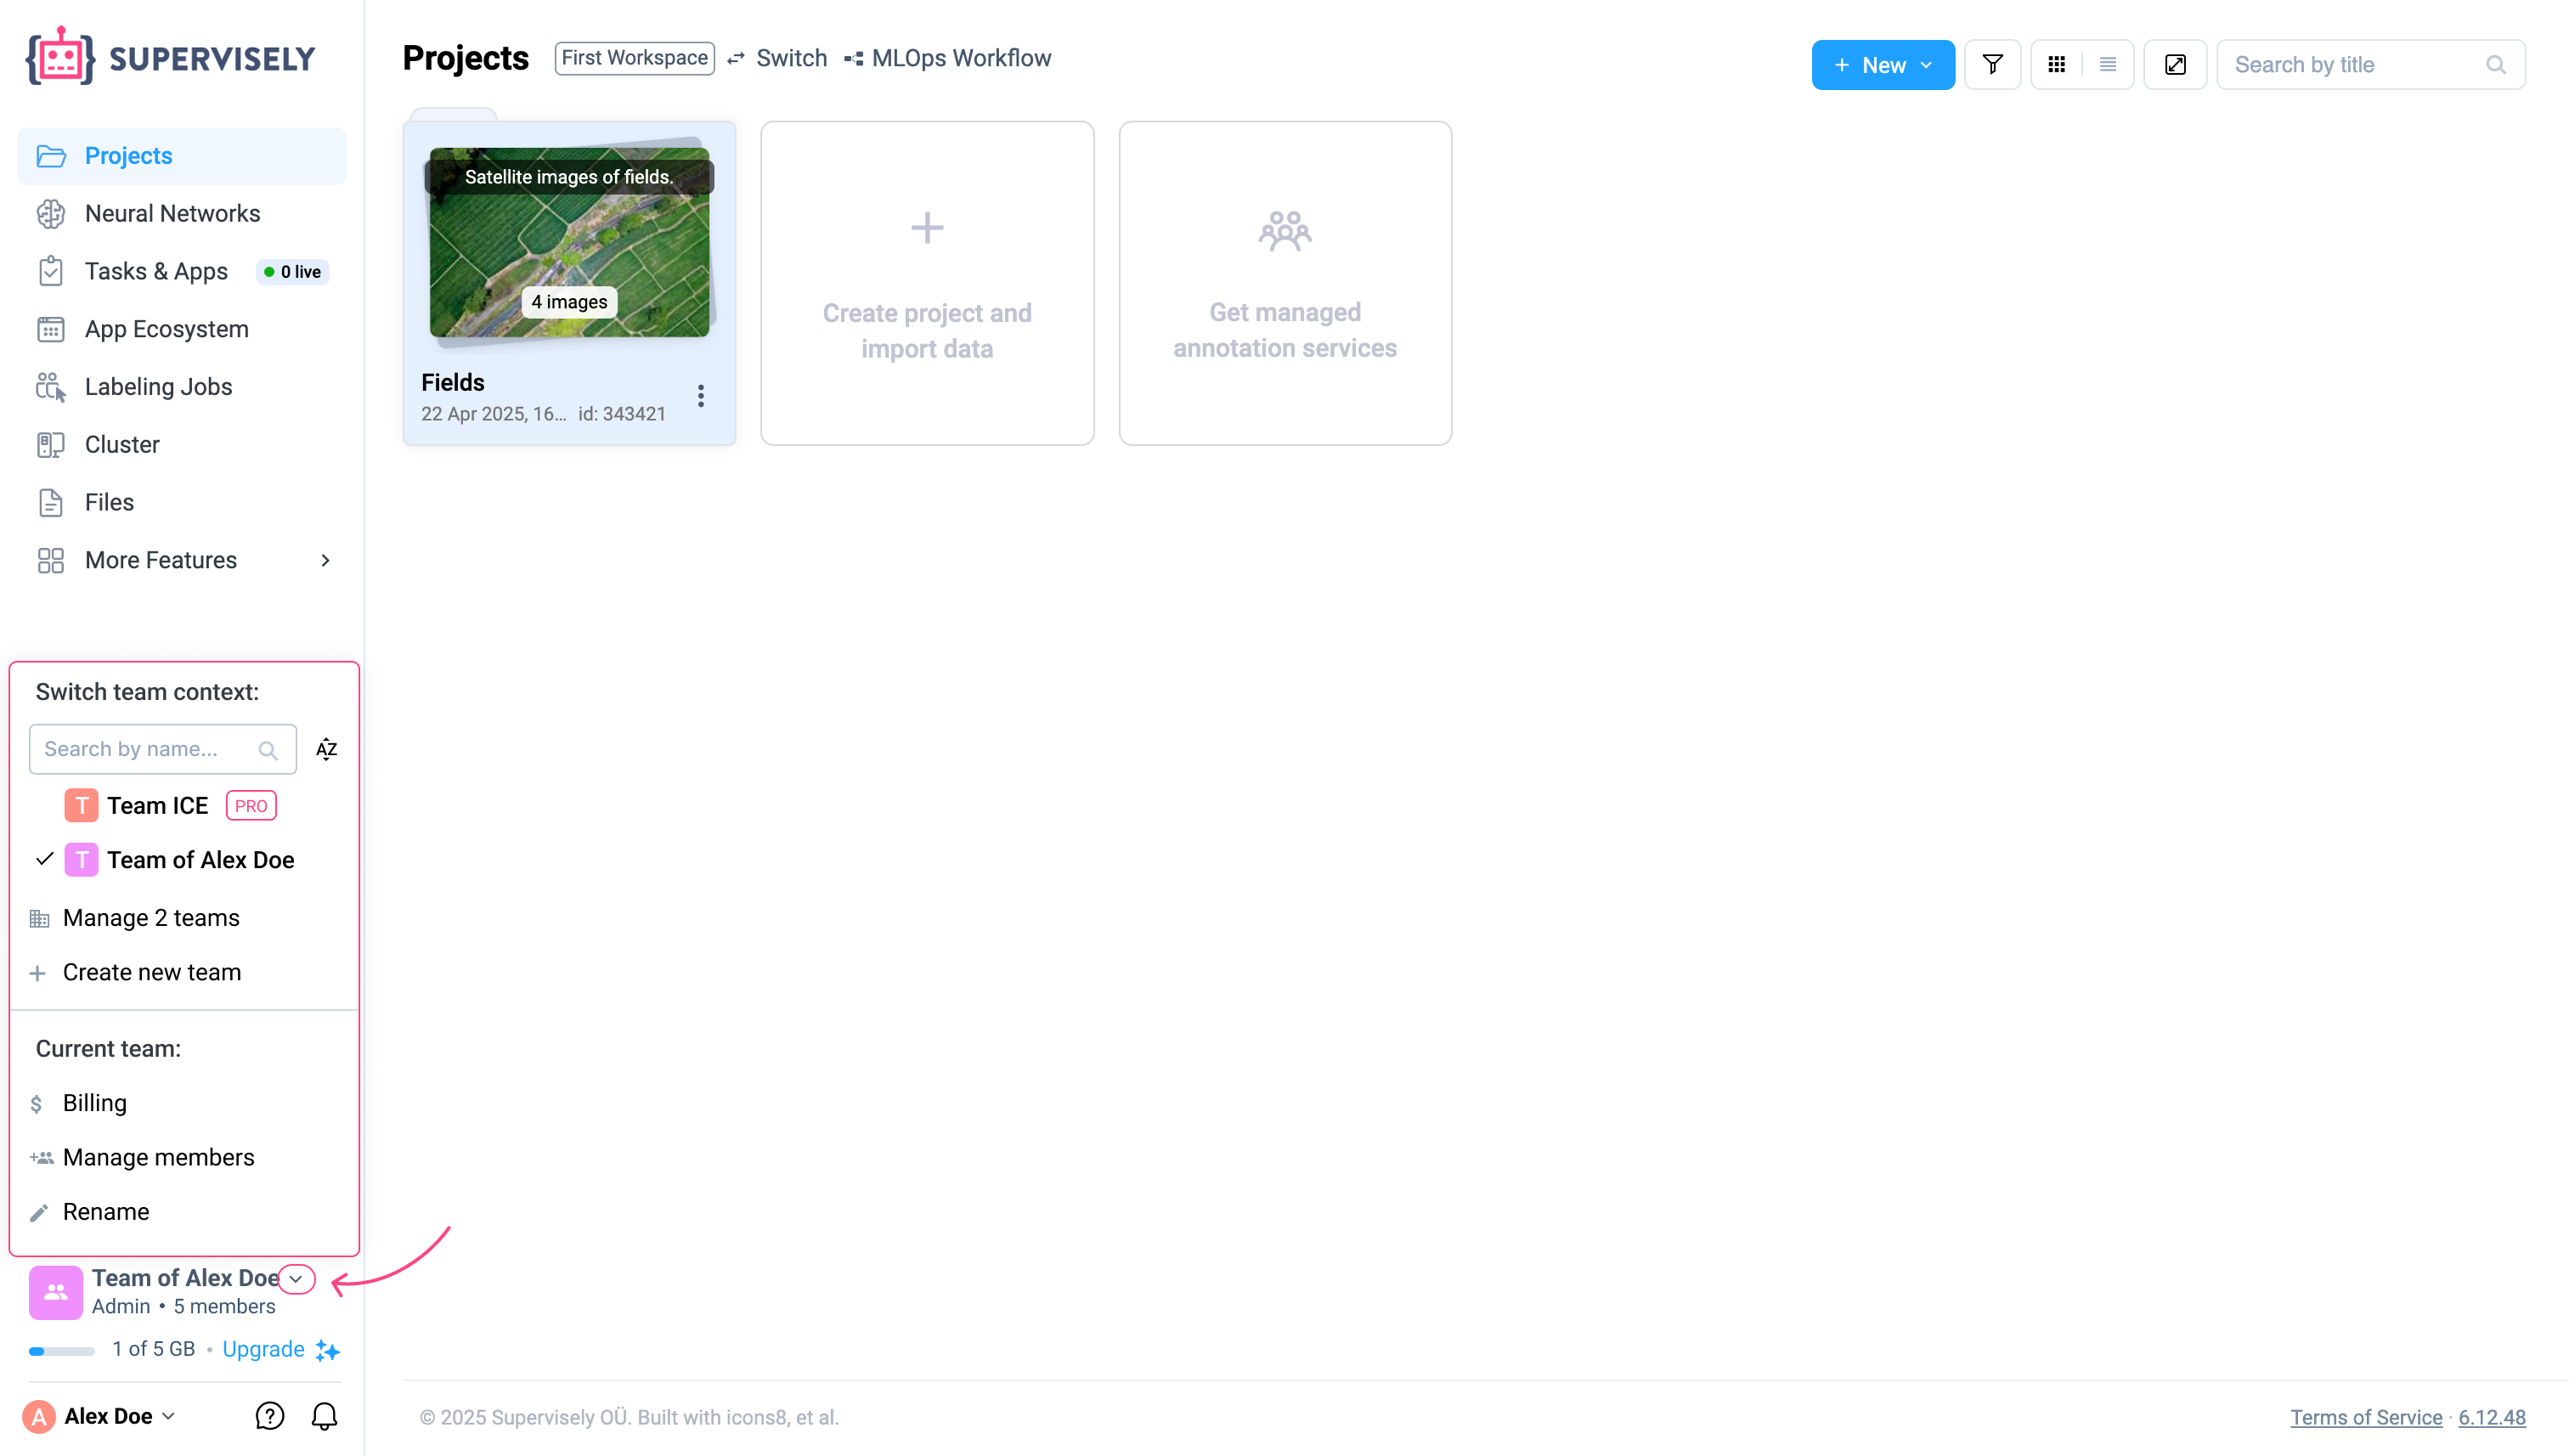 SUPERVISELY
Projects
Neural Networks
Tasks & Apps 0 live
App Ecosystem
Labeling Jobs
Cluster
Files
More Features
Switch team context:
Search by name...
AZ
T Team ICE PRO
T Team of Alex Doe
Manage 2 teams
Create new team
Current team:
$ Billing
Manage members
Rename
Team of Alex Doe
Admin • 5 members
1 of 5 GB • Upgrade
A Alex Doe
Projects First Workspace Switch MLOps Workflow
+ New
Search by title
Satellite images of fields.
4 images
Fields
22 Apr 2025, 16... id: 343421
Create project and
import data
Get managed
annotation services
© 2025 Supervisely OÜ. Built with icons8, et al.
Terms of Service · 6.12.48